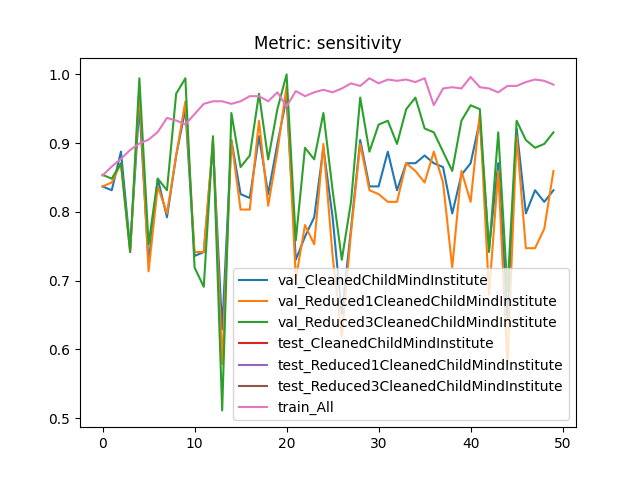 Metric: sensitivity
1.0
0.9
0.8
0.7
0.6
0.5
val_CleanedChildMindInstitute
val_Reduced1CleanedChildMindInstitute
val_Reduced3CleanedChildMindInstitute
test_CleanedChildMindInstitute
test_Reduced1CleanedChildMindInstitute
test_Reduced3CleanedChildMindInstitute
train_All
0 10 20 30 40 50